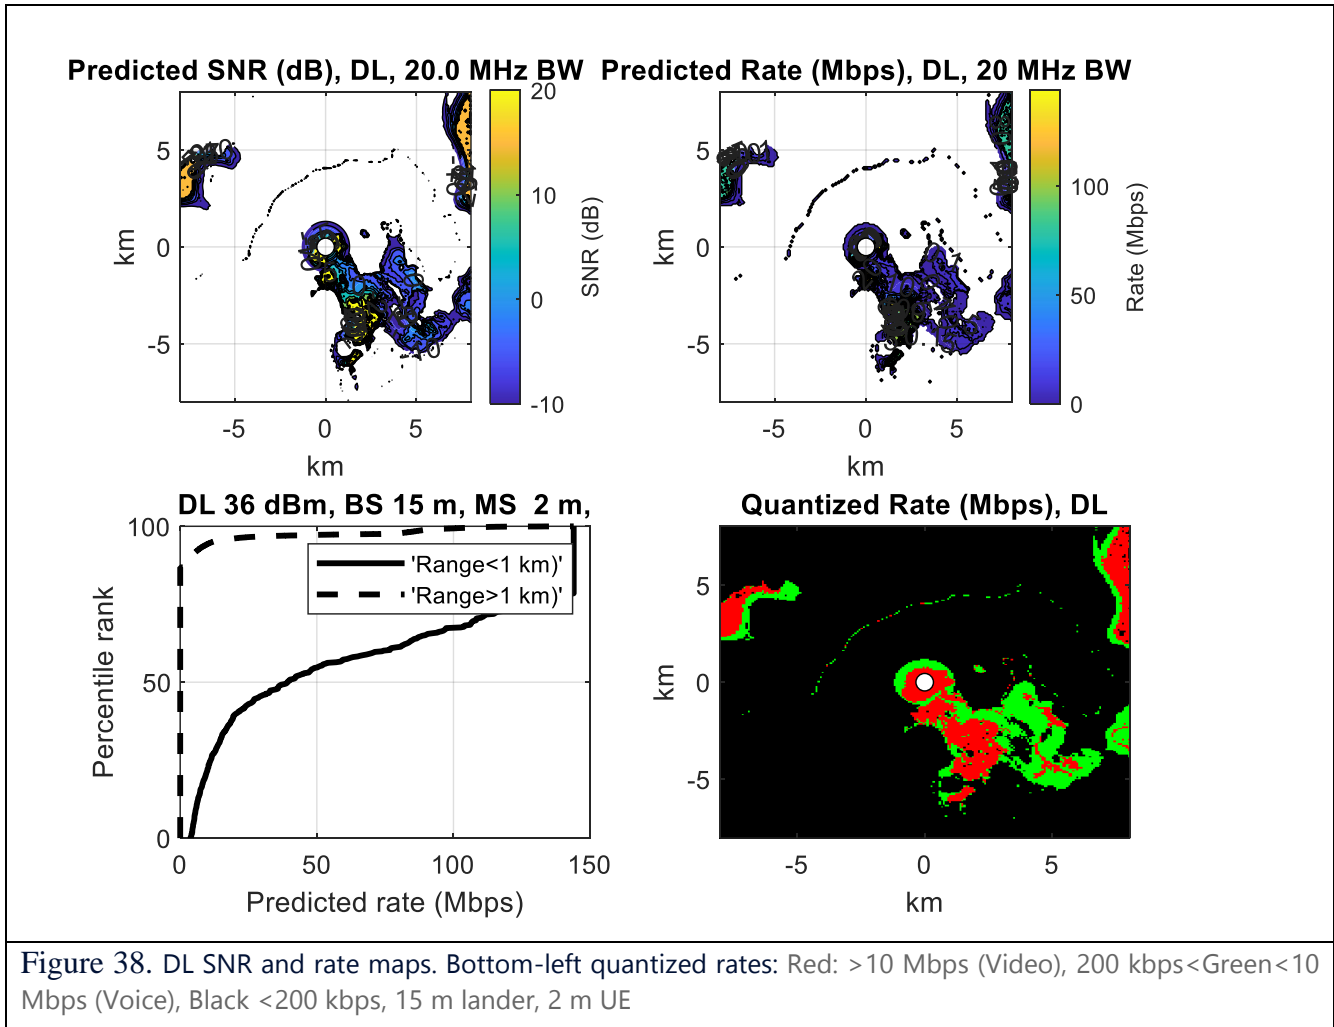 Predicted SNR (dB), DL, 20.0 MHz BW
Predicted Rate (Mbps), DL, 20 MHz BW
5
0
-5
km
-5
0
5
km
20
10
0
-10
SNR (dB)
5
0
-5
km
-5
0
5
km
100
50
0
Rate (Mbps)
DL 36 dBm, BS 15 m, MS  2 m,
100
50
0
Percentile rank
'Range<1 km)'
'Range>1 km)'
0
50
100
150
Predicted rate (Mbps)
Quantized Rate (Mbps), DL
5
0
-5
km
-5
0
5
km
Figure 38. DL SNR and rate maps. Bottom-left quantized rates: Red: >10 Mbps (Video), 200 kbps<Green<10
Mbps (Voice), Black <200 kbps, 15 m lander, 2 m UE